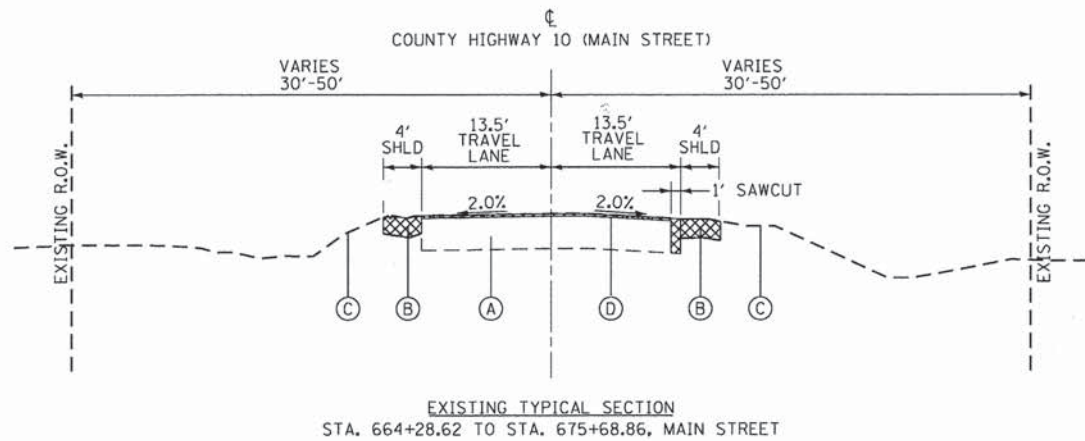 ℄
COUNTY HIGHWAY 10 (MAIN STREET)
VARIES
30'-50'
VARIES
30'-50'
4'
SHLD
13.5'
TRAVEL
LANE
13.5'
TRAVEL
LANE
4'
SHLD
1' SAWCUT
2.0%
2.0%
EXISTING R.O.W.
EXISTING R.O.W.
C
B
A
D
B
C
EXISTING TYPICAL SECTION
STA. 664+28.62 TO STA. 675+68.86, MAIN STREET